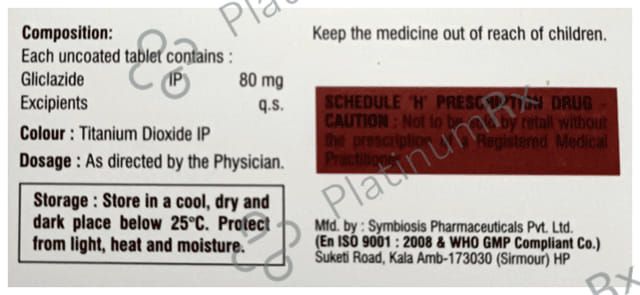 Composition:
Each uncoated tablet contains :
Gliclazide IP 80 mg
Excipients q.s.
Colour : Titanium Dioxide IP
Dosage : As directed by the Physician.
Storage : Store in a cool, dry and
dark place below 25°C. Protect
from light, heat and moisture.
Keep the medicine out of reach of children.
SCHEDULE "H" PRESCRIPTION DRUG -
CAUTION : Not to be sold by retail without
the prescription of a Registered Medical
Practitioner.
Mfd. by : Symbiosis Pharmaceuticals Pvt. Ltd.
(En ISO 9001 : 2008 & WHO GMP Compliant Co.)
Suketi Road, Kala Amb-173030 (Sirmour) HP
PlatinumRx
Plat
Rx